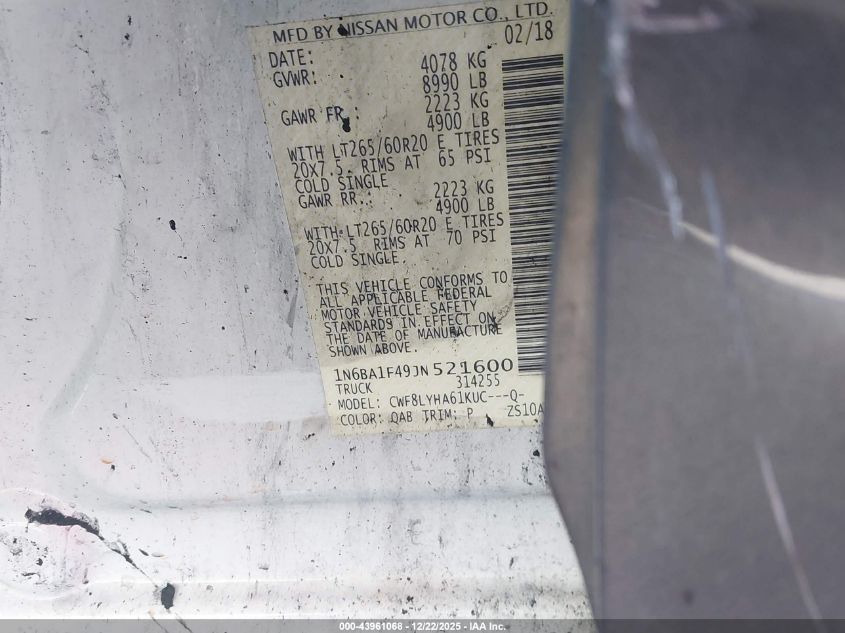 MFD BY NISSAN MOTOR CO., LTD.
DATE: 02/18
GVWR: 4078 KG
8990 LB
GAWR FR.: 2223 KG
4900 LB
WITH LT265/60R20 E TIRES
20X7.5. RIMS AT 65 PSI
COLD SINGLE
GAWR RR.: 2223 KG
4900 LB
WITH LT265/60R20 E TIRES
20X7.5 RIMS AT 70 PSI
COLD SINGLE.
THIS VEHICLE CONFORMS TO
ALL APPLICABLE FEDERAL
MOTOR VEHICLE SAFETY
STANDARDS IN EFFECT ON
THE DATE OF MANUFACTURE
SHOWN ABOVE.
1N6BA1F49JN521600
TRUCK 314255
MODEL: CWF8LYHA61KUC---Q-
COLOR: QAB TRIM: P ZS10A
000-43961068 - 12/22/2025 - IAA Inc.